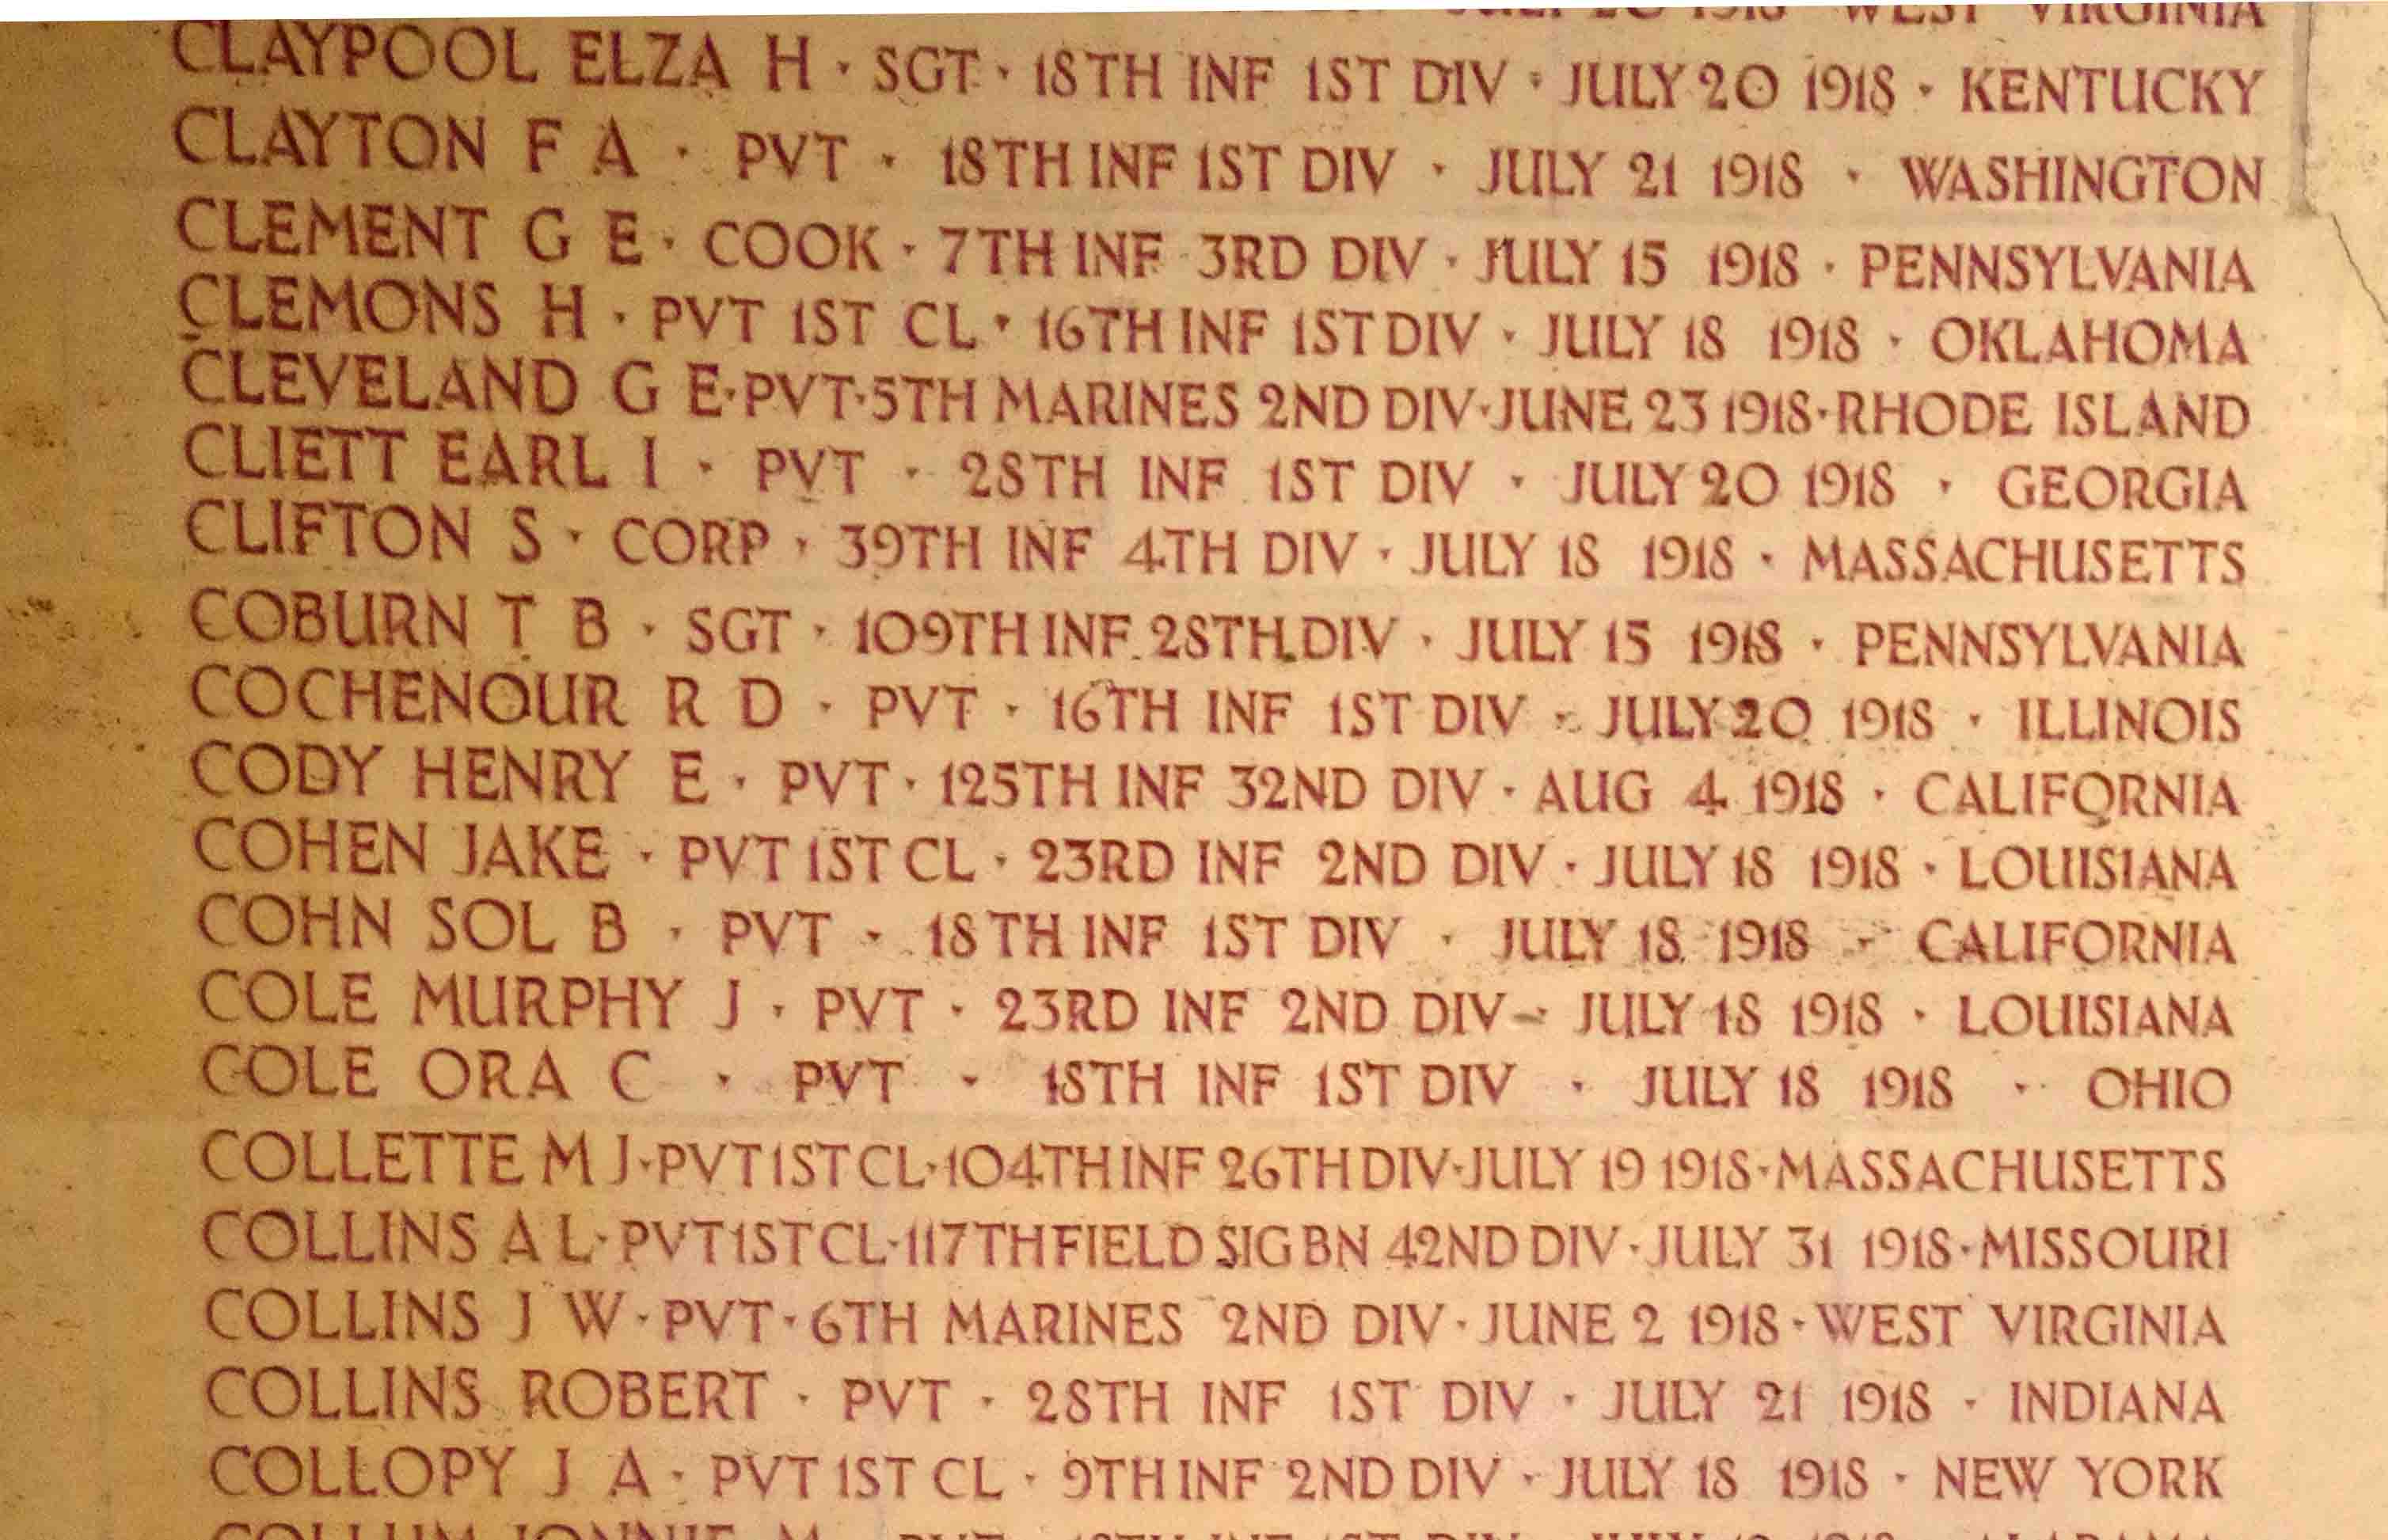 JULY 20 1918 WEST VIRGINIA
CLAYPOOL ELZA H · SGT · 18TH INF 1ST DIV · JULY 20 1918 · KENTUCKY
CLAYTON F A · PVT · 18TH INF 1ST DIV · JULY 21 1918 · WASHINGTON
CLEMENT G E · COOK · 7TH INF 3RD DIV · JULY 15 1918 · PENNSYLVANIA
CLEMONS H · PVT 1ST CL · 16TH INF 1ST DIV · JULY 18 1918 · OKLAHOMA
CLEVELAND G E · PVT · 5TH MARINES 2ND DIV · JUNE 23 1918 · RHODE ISLAND
CLIETT EARL I · PVT · 28TH INF 1ST DIV · JULY 20 1918 · GEORGIA
CLIFTON S · CORP · 39TH INF 4TH DIV · JULY 18 1918 · MASSACHUSETTS
COBURN T B · SGT · 109TH INF 28TH DIV · JULY 15 1918 · PENNSYLVANIA
COCHENOUR R D · PVT · 16TH INF 1ST DIV · JULY 20 1918 · ILLINOIS
CODY HENRY E · PVT · 125TH INF 32ND DIV · AUG 4 1918 · CALIFORNIA
COHEN JAKE · PVT 1ST CL · 23RD INF 2ND DIV · JULY 18 1918 · LOUISIANA
COHN SOL B · PVT · 18TH INF 1ST DIV · JULY 18 1918 · CALIFORNIA
COLE MURPHY J · PVT · 23RD INF 2ND DIV · JULY 18 1918 · LOUISIANA
COLE ORA C · PVT · 18TH INF 1ST DIV · JULY 18 1918 · OHIO
COLLETTE M J · PVT 1ST CL · 104TH INF 26TH DIV · JULY 19 1918 · MASSACHUSETTS
COLLINS A L · PVT 1ST CL · 117TH FIELD SIG BN 42ND DIV · JULY 31 1918 · MISSOURI
COLLINS J W · PVT · 6TH MARINES 2ND DIV · JUNE 2 1918 · WEST VIRGINIA
COLLINS ROBERT · PVT · 28TH INF 1ST DIV · JULY 21 1918 · INDIANA
COLLOPY J A · PVT 1ST CL · 9TH INF 2ND DIV · JULY 18 1918 · NEW YORK